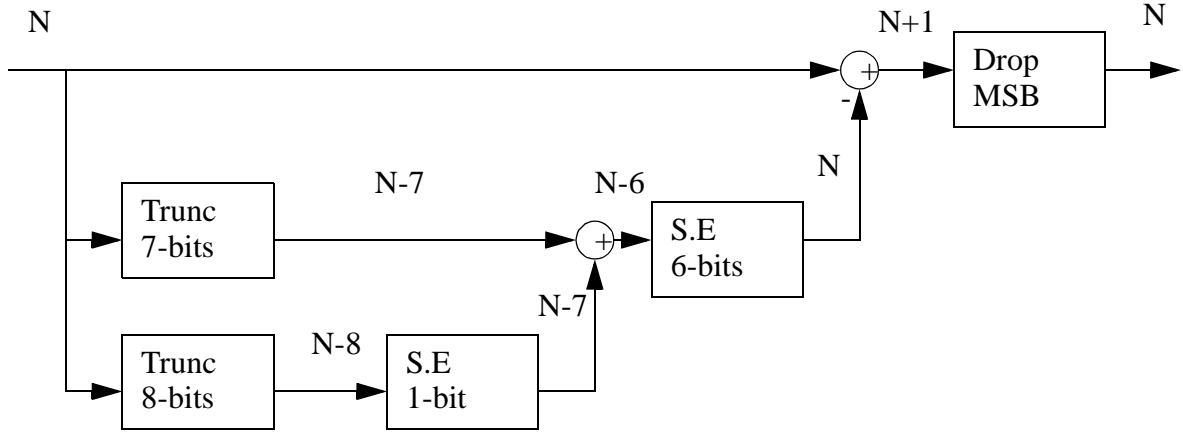 N
N+1
N
+
-
Drop
MSB
N
N-7
N-6
Trunc
7-bits
+
S.E
6-bits
N-7
N-8
Trunc
8-bits
S.E
1-bit